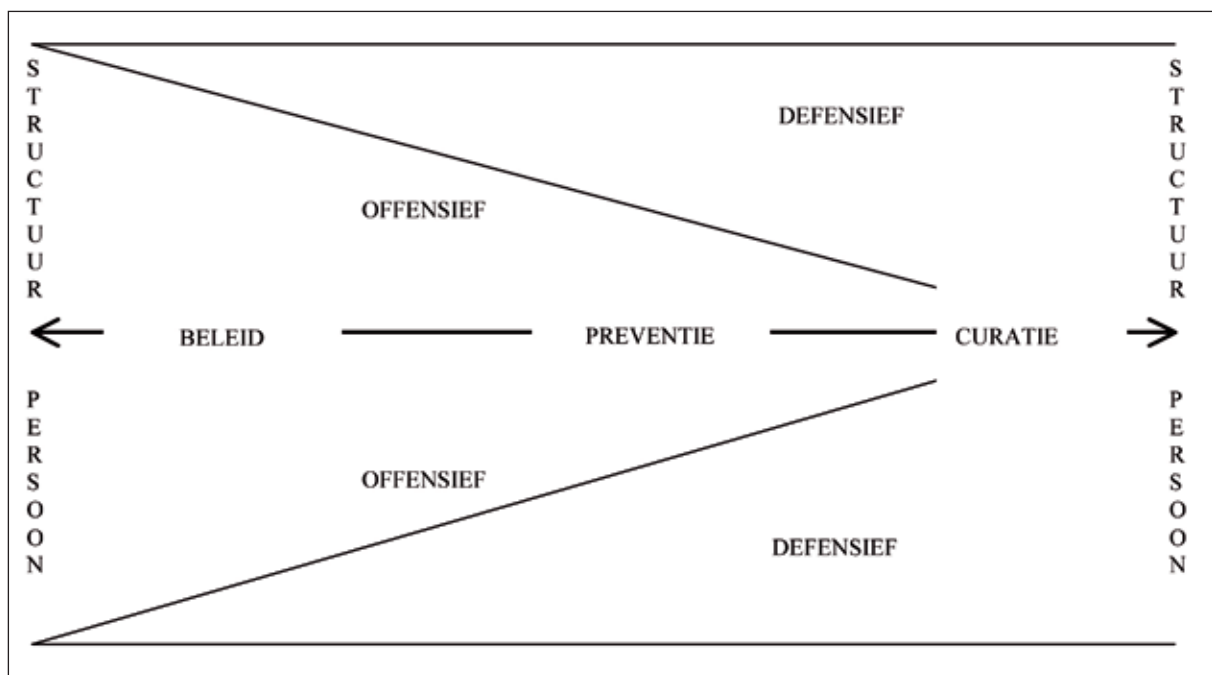 STRUCTUUR
STRUCTUUR
DEFENSIEF
OFFENSIEF
BELEID PREVENTIE CURATIE
PERSOON
PERSOON
OFFENSIEF
DEFENSIEF